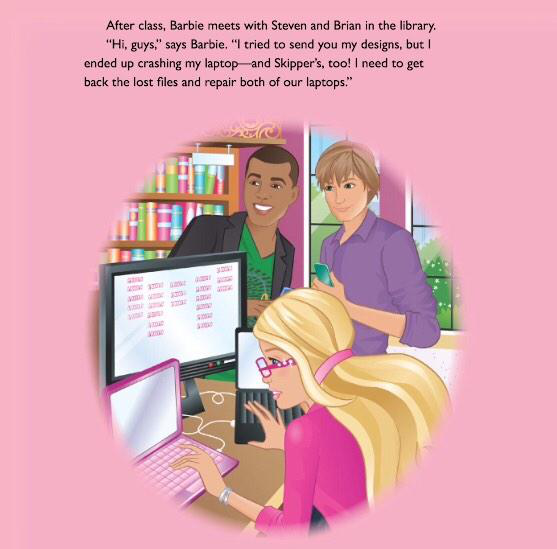 After class, Barbie meets with Steven and Brian in the library.
“Hi, guys,” says Barbie. “I tried to send you my designs, but I
ended up crashing my laptop—and Skipper’s, too! I need to get
back the lost files and repair both of our laptops.”